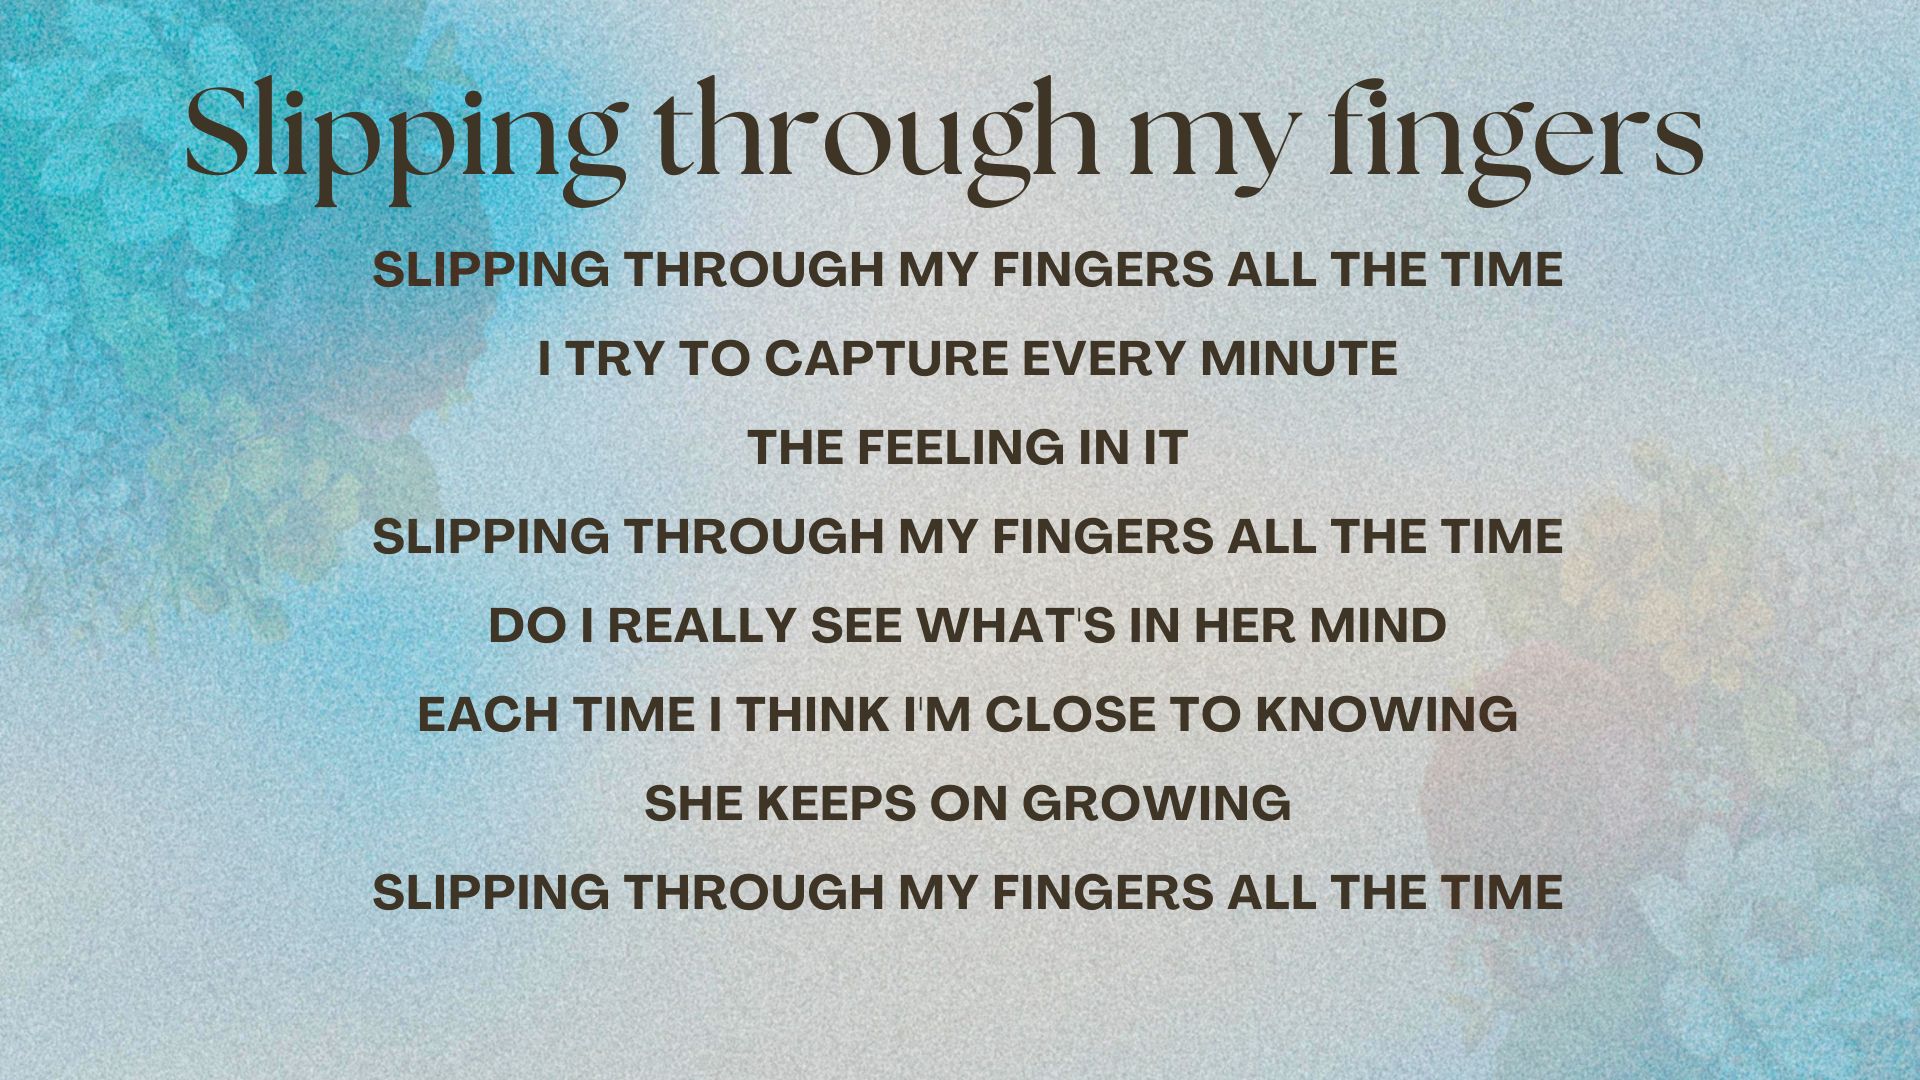 Slipping through my fingers
SLIPPING THROUGH MY FINGERS ALL THE TIME
I TRY TO CAPTURE EVERY MINUTE
THE FEELING IN IT
SLIPPING THROUGH MY FINGERS ALL THE TIME
DO I REALLY SEE WHAT'S IN HER MIND
EACH TIME I THINK I'M CLOSE TO KNOWING
SHE KEEPS ON GROWING
SLIPPING THROUGH MY FINGERS ALL THE TIME